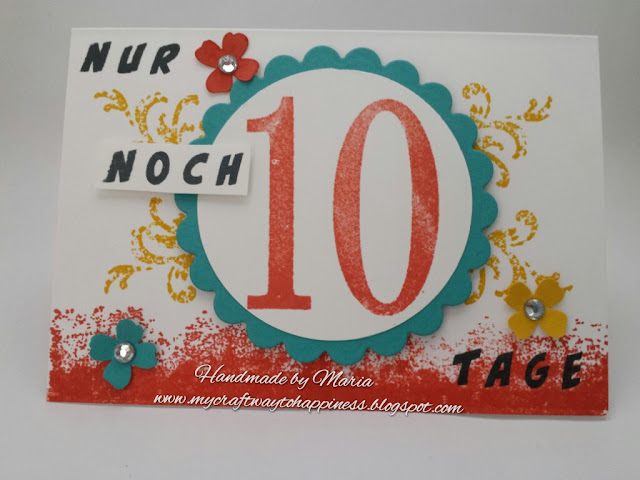 NUR
NOCH
10
TAGE
Handmade by Maria
www.mycraftwaytohappiness.blogspot.com